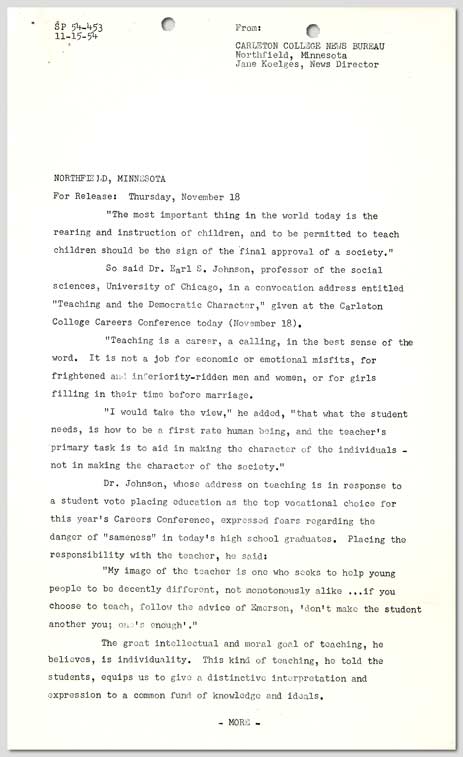 SP 54-453
11-15-54
From:
CARLETON COLLEGE NEWS BUREAU
Northfield, Minnesota
Jane Koelges, News Director
NORTHFIELD, MINNESOTA
For Release: Thursday, November 18
"The most important thing in the world today is the
rearing and instruction of children, and to be permitted to teach
children should be the sign of the final approval of a society."
So said Dr. Earl S. Johnson, professor of the social
sciences, University of Chicago, in a convocation address entitled
"Teaching and the Democratic Character," given at the Carleton
College Careers Conference today (November 18).
"Teaching is a career, a calling, in the best sense of the
word. It is not a job for economic or emotional misfits, for
frightened and inferiority-ridden men and women, or for girls
filling in their time before marriage.
"I would take the view," he added, "that what the student
needs, is how to be a first rate human being, and the teacher's
primary task is to aid in making the character of the individuals -
not in making the character of the society."
Dr. Johnson, whose address on teaching is in response to
a student vote placing education as the top vocational choice for
this year's Careers Conference, expressed fears regarding the
danger of "sameness" in today's high school graduates. Placing the
responsibility with the teacher, he said:
"My image of the teacher is one who seeks to help young
people to be decently different, not monotonously alike ...if you
choose to teach, follow the advice of Emerson, 'don't make the student
another you; one's enough'."
The great intellectual and moral goal of teaching, he
believes, is individuality. This kind of teaching, he told the
students, equips us to give a distinctive interpretation and
expression to a common fund of knowledge and ideals.
- MORE -